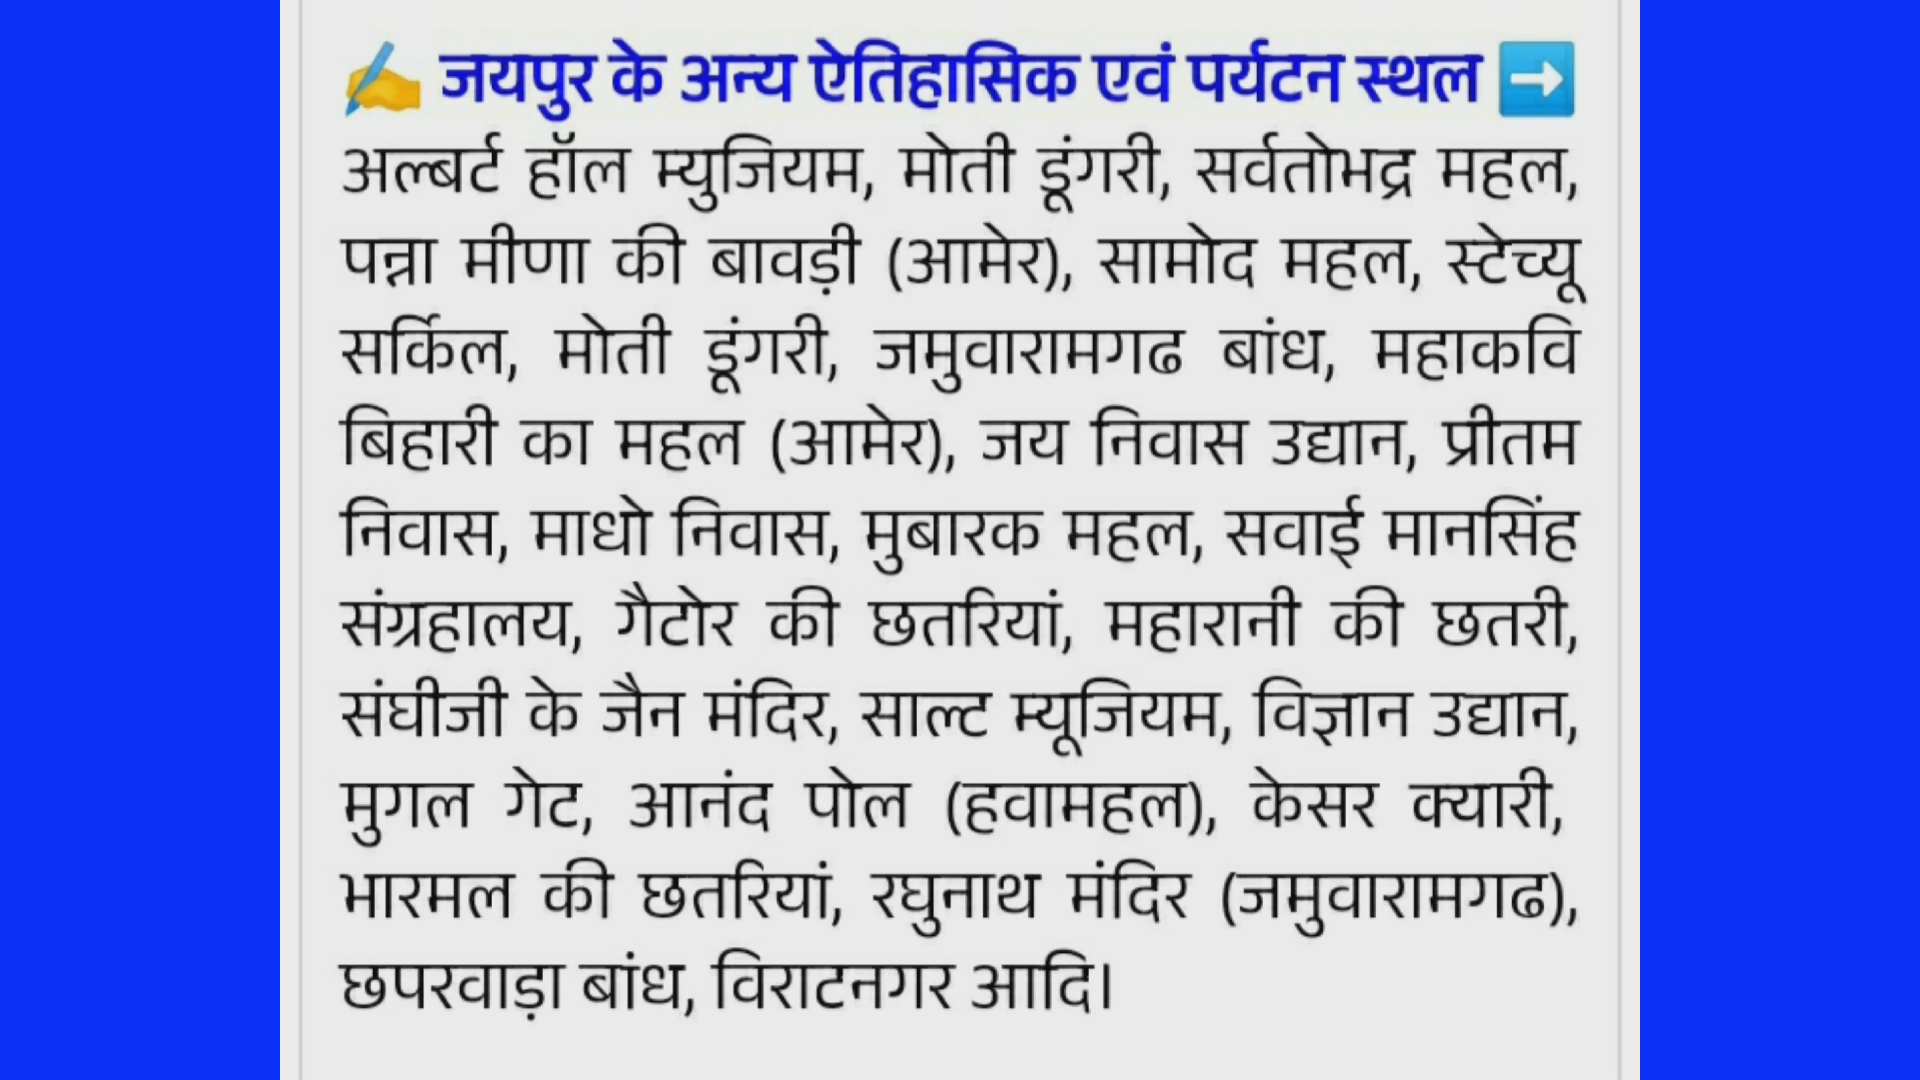 ✍️ जयपुर के अन्य ऐतिहासिक एवं पर्यटन स्थल ➡️
अल्बर्ट हॉल म्युजियम, मोती डूंगरी, सर्वतोभद्र महल,
पन्ना मीणा की बावड़ी (आमेर), सामोद महल, स्टेच्यू
सर्किल, मोती डूंगरी, जमुवारामगढ बांध, महाकवि
बिहारी का महल (आमेर), जय निवास उद्यान, प्रीतम
निवास, माधो निवास, मुबारक महल, सवाई मानसिंह
संग्रहालय, गैटोर की छतरियां, महारानी की छतरी,
संघीजी के जैन मंदिर, साल्ट म्यूजियम, विज्ञान उद्यान,
मुगल गेट, आनंद पोल (हवामहल), केसर क्यारी,
भारमल की छतरियां, रघुनाथ मंदिर (जमुवारामगढ),
छपरवाड़ा बांध, विराटनगर आदि।